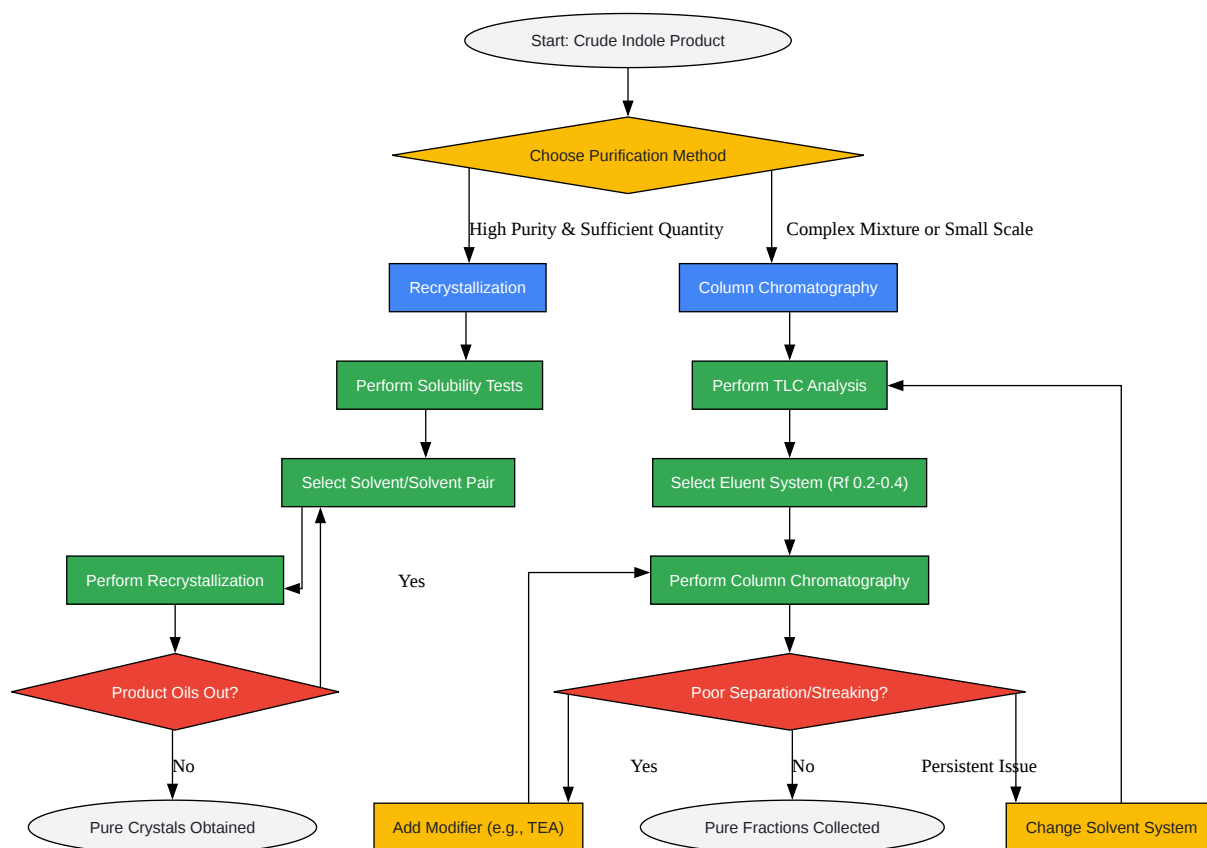 Start: Crude Indole Product
Choose Purification Method
High Purity & Sufficient Quantity
Complex Mixture or Small Scale
Recrystallization
Column Chromatography
Perform Solubility Tests
Perform TLC Analysis
Select Solvent/Solvent Pair
Select Eluent System (Rf 0.2-0.4)
Perform Recrystallization
Yes
Perform Column Chromatography
Product Oils Out?
Poor Separation/Streaking?
No
Yes
No
Persistent Issue
Pure Crystals Obtained
Add Modifier (e.g., TEA)
Pure Fractions Collected
Change Solvent System